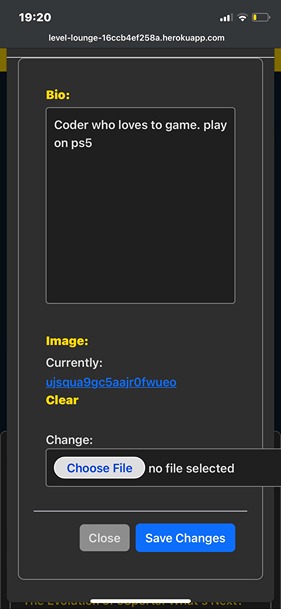 19:20
level-lounge-16ccb4ef258a.herokuapp.com
Bio:
Coder who loves to game. play
on ps5
Image:
Currently:
ujsqua9gc5aajr0fwueo
Clear
Change:
Choose File no file selected
Close Save Changes
The Evolution of eSports: What's Next?